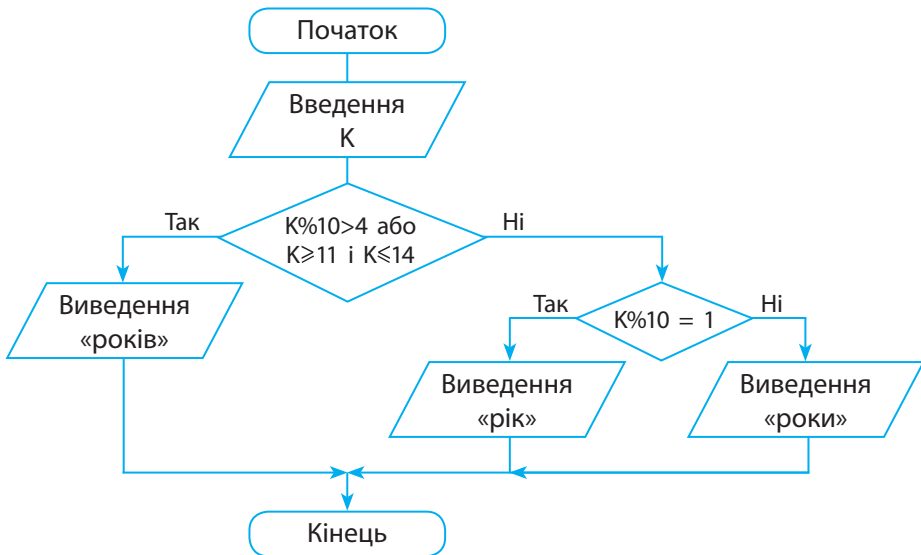 Початок
Введення
K
Так
K%10>4 або
K⩾11 і K⩽14
Ні
Виведення
«років»
Так
K%10 = 1
Ні
Виведення
«рік»
Виведення
«роки»
Кінець